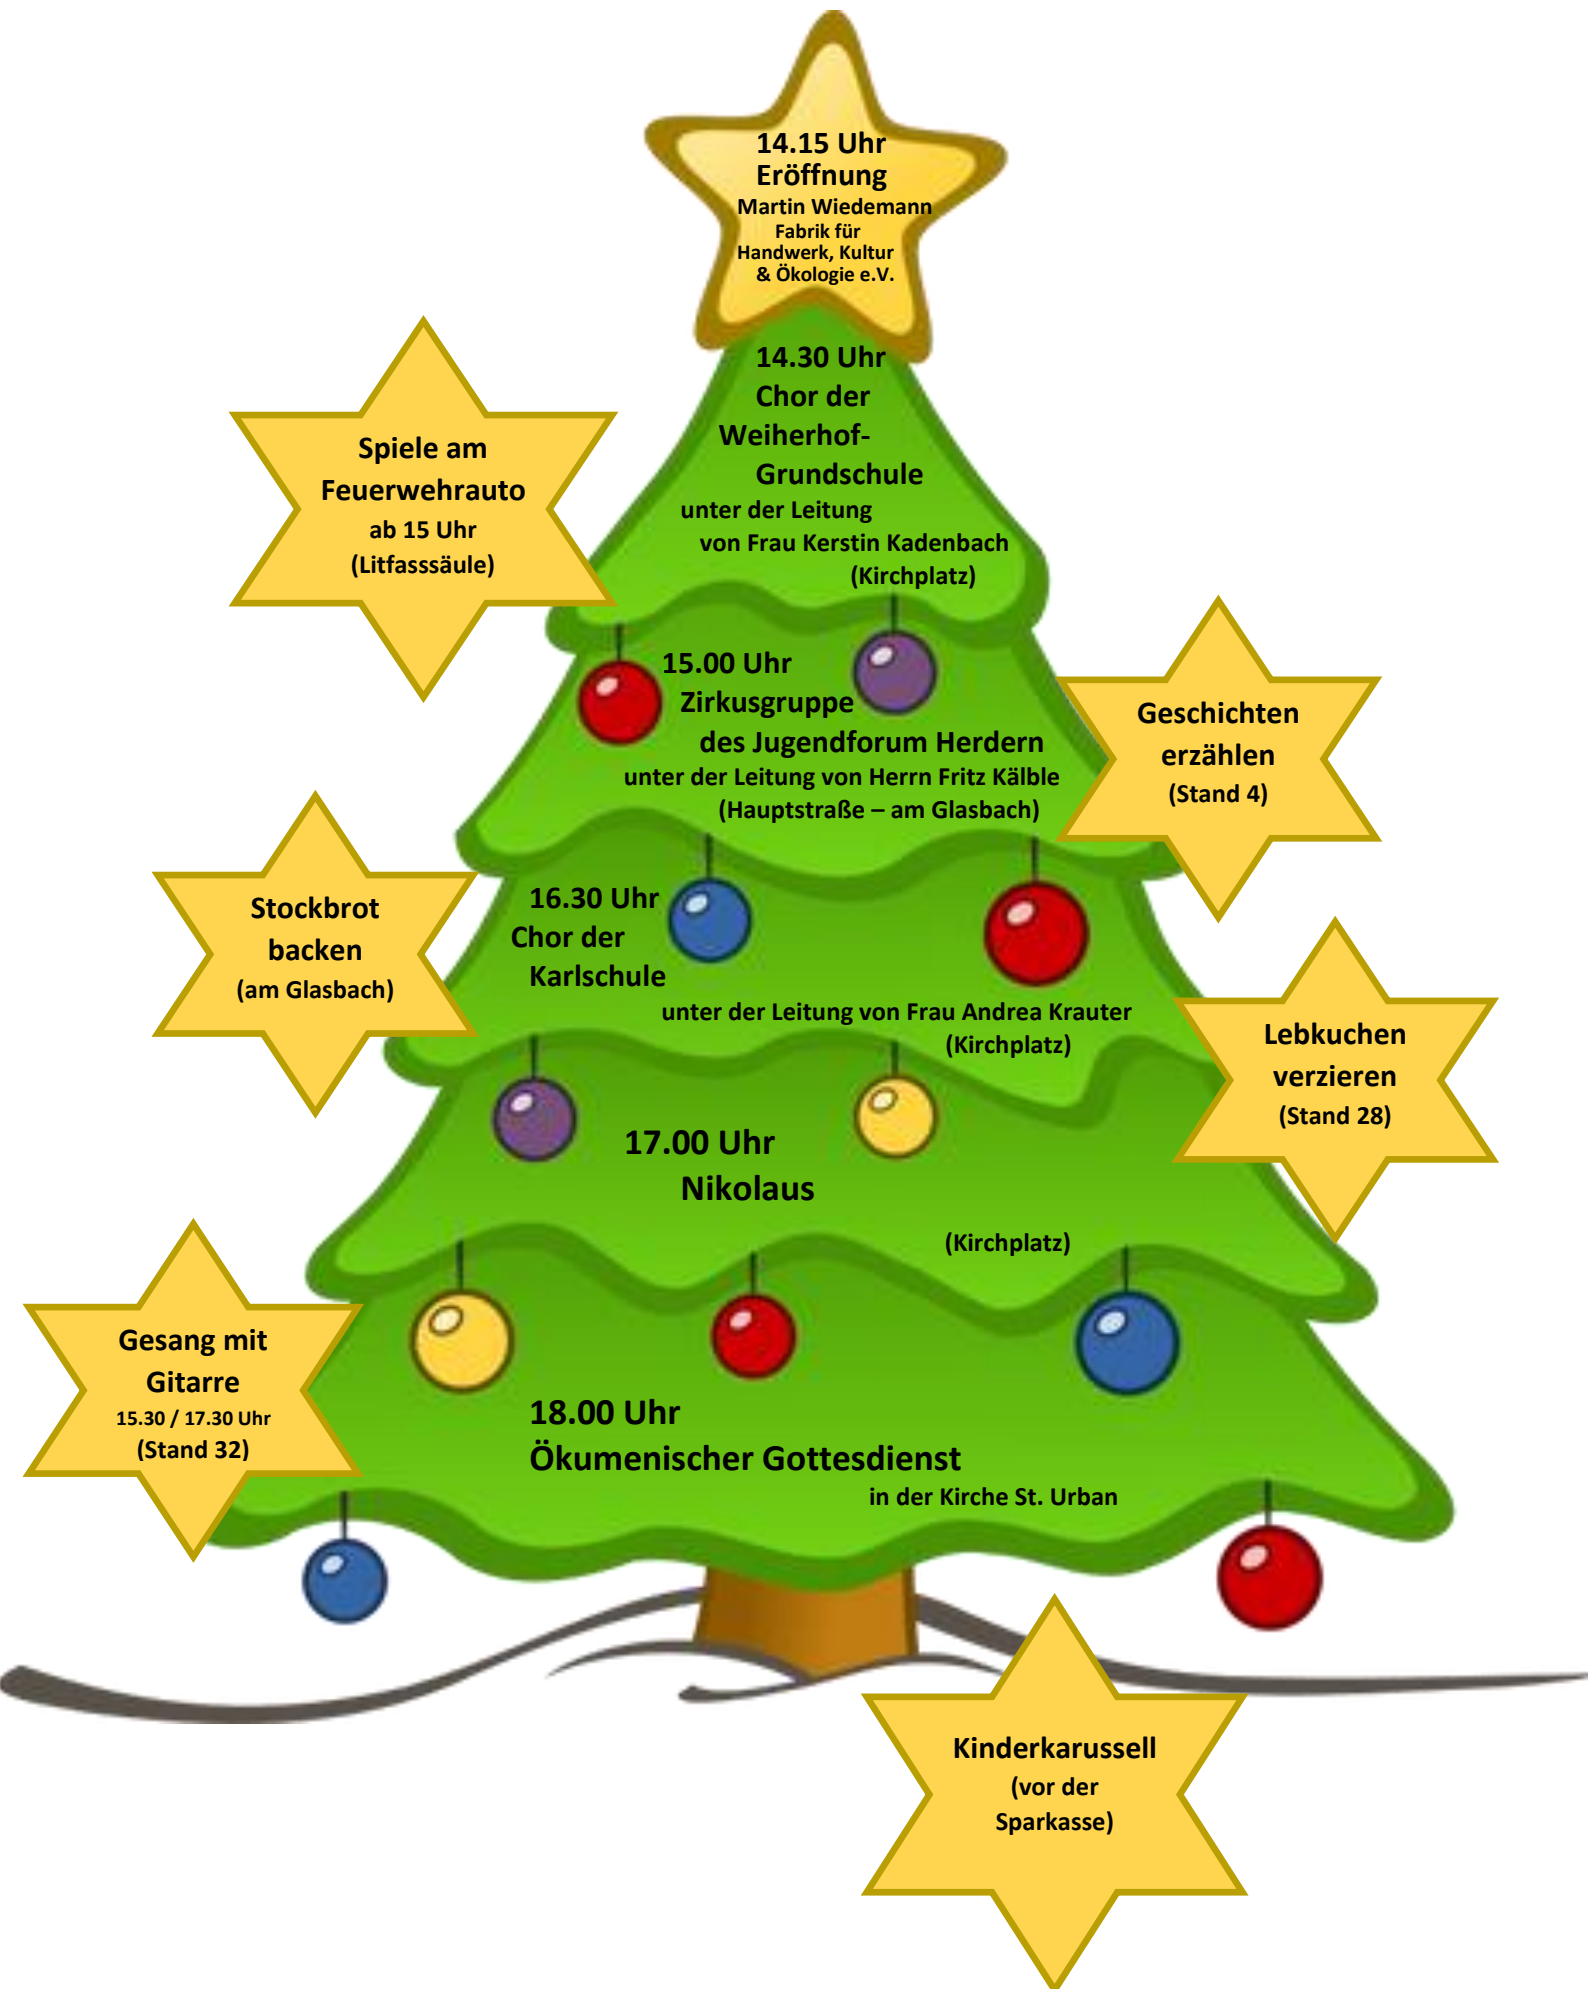 14.15 Uhr
Eröffnung
Martin Wiedemann
Fabrik für
Handwerk, Kultur
& Ökologie e.V.
14.30 Uhr
Chor der
Weiherhof-
Grundschule
unter der Leitung
von Frau Kerstin Kadenbach
(Kirchplatz)
Spiele am
Feuerwehrauto
ab 15 Uhr
(Litfasssäule)
15.00 Uhr
Zirkusgruppe
des Jugendforum Herdern
unter der Leitung von Herrn Fritz Kälble
(Hauptstraße – am Glasbach)
Geschichten
erzählen
(Stand 4)
Stockbrot
backen
(am Glasbach)
16.30 Uhr
Chor der
Karlschule
unter der Leitung von Frau Andrea Krauter
(Kirchplatz)
Lebkuchen
verzieren
(Stand 28)
17.00 Uhr
Nikolaus
(Kirchplatz)
Gesang mit
Gitarre
15.30 / 17.30 Uhr
(Stand 32)
18.00 Uhr
Ökumenischer Gottesdienst
in der Kirche St. Urban
Kinderkarussell
(vor der
Sparkasse)